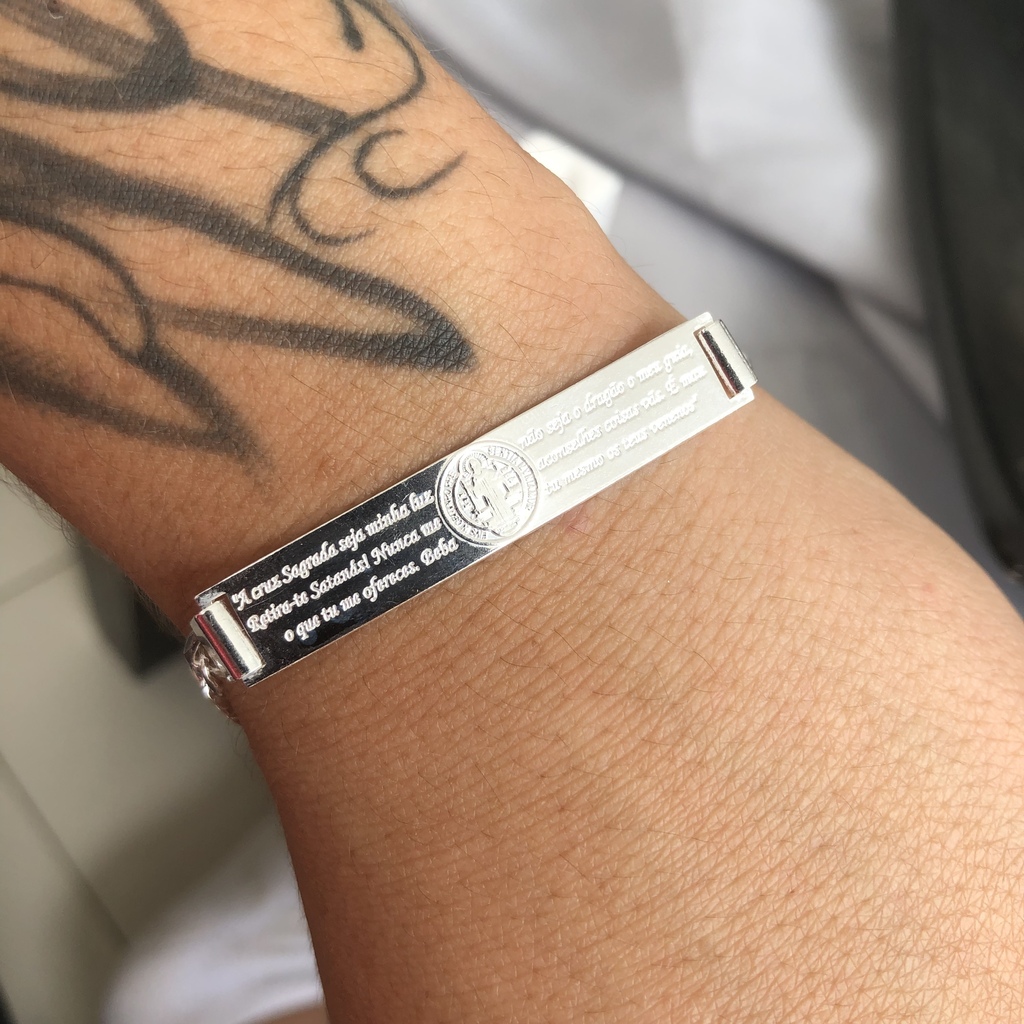 "A cruz Sagrada seja minha luz
Retira-te Satanás! Nunca me
o que tu me ofereces. Beba
não seja o dragão o meu guia,
aconselhes coisas vãs. É mau
tu mesmo os teus venenos"